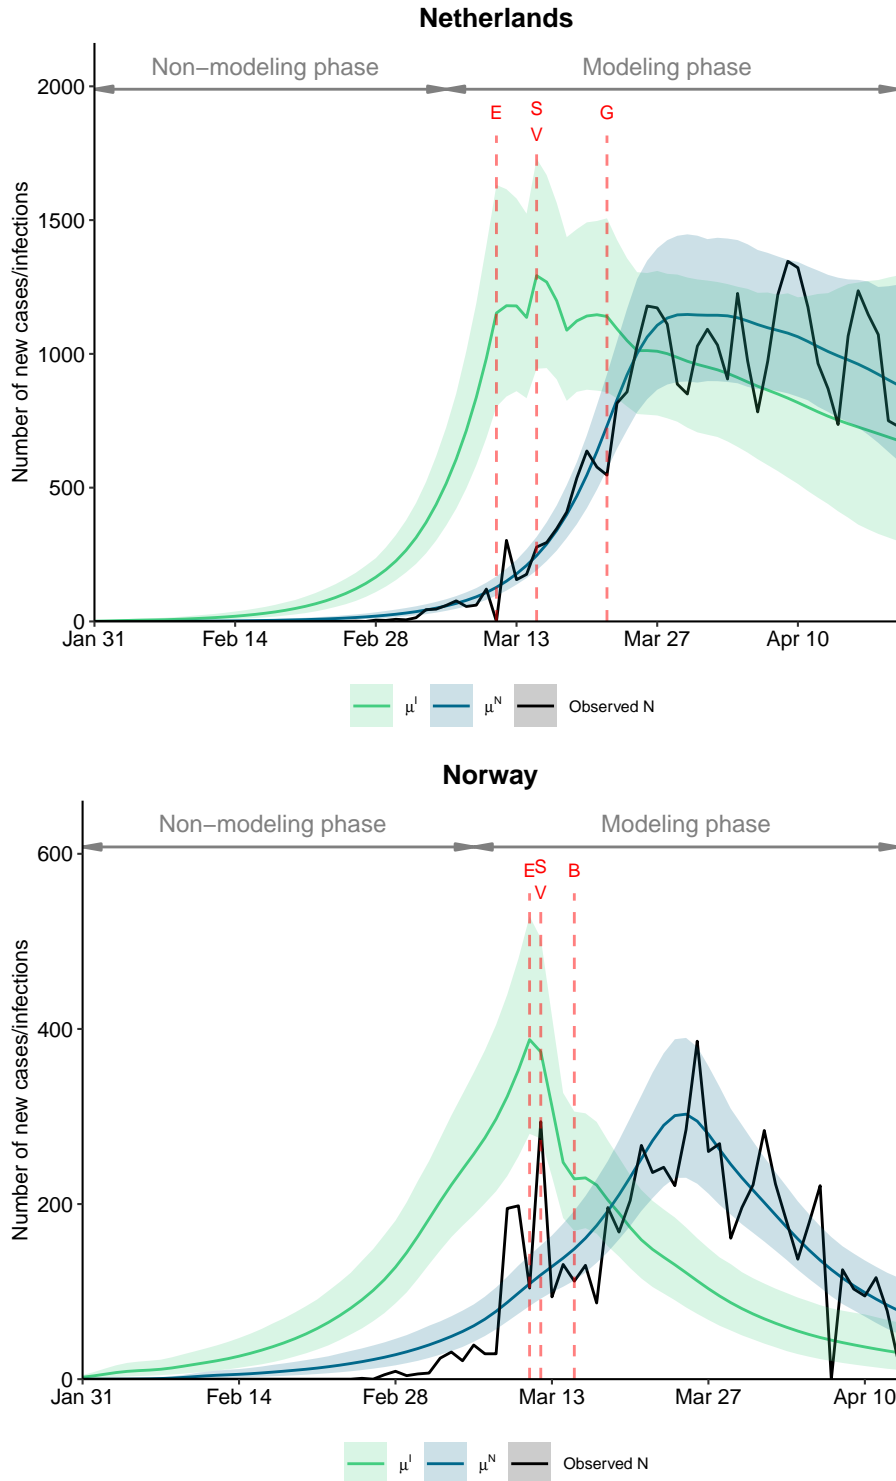 Netherlands
Non−modeling phase
Modeling phase
E
S
V
G
Number of new cases/infections
2000
1500
1000
500
0
Jan 31
Feb 14
Feb 28
Mar 13
Mar 27
Apr 10
μI
μN
Observed N
Norway
Non−modeling phase
Modeling phase
E
S
V
B
Number of new cases/infections
600
400
200
0
Jan 31
Feb 14
Feb 28
Mar 13
Mar 27
Apr 10
μI
μN
Observed N